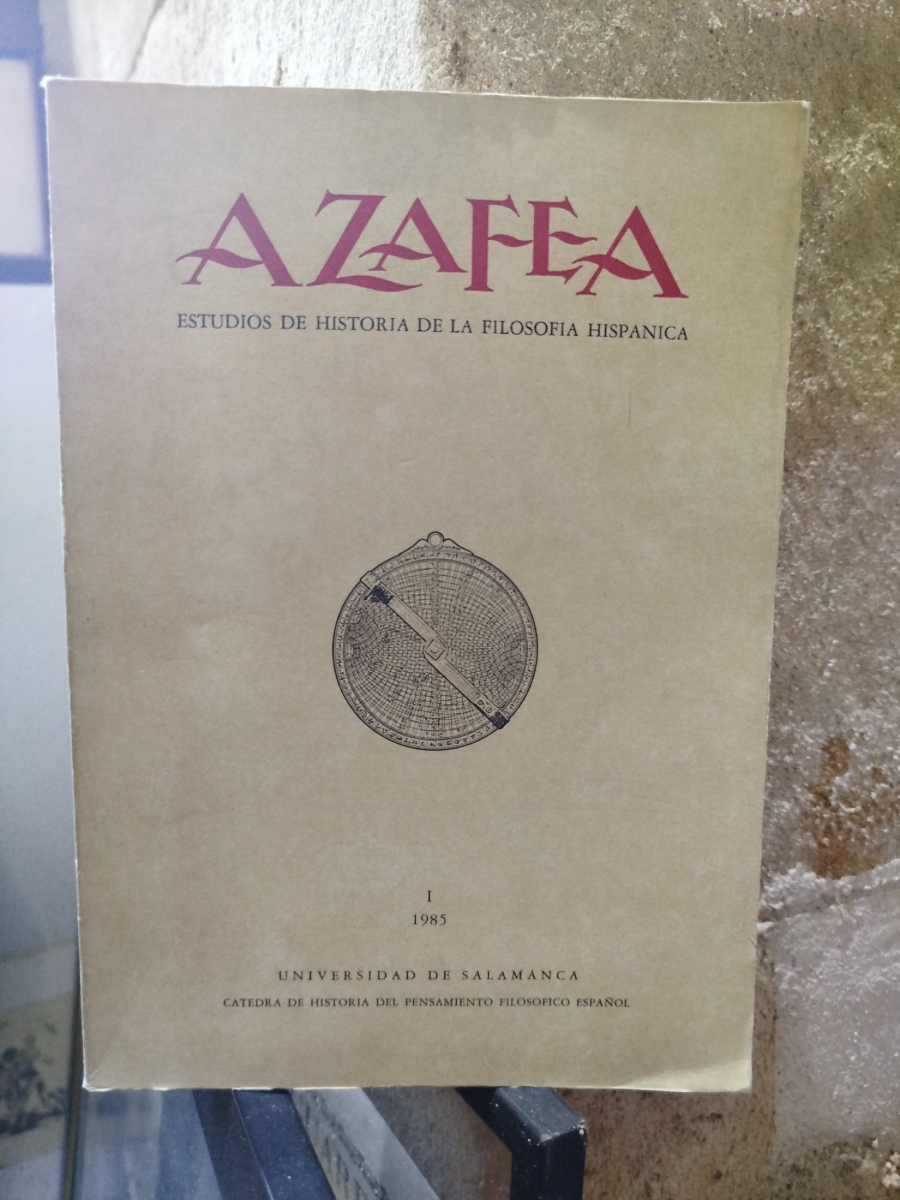 AZAFEA
ESTUDIOS DE HISTORIA DE LA FILOSOFIA HISPANICA
I
1985
UNIVERSIDAD DE SALAMANCA
CATEDRA DE HISTORIA DEL PENSAMIENTO FILOSOFICO ESPAÑOL